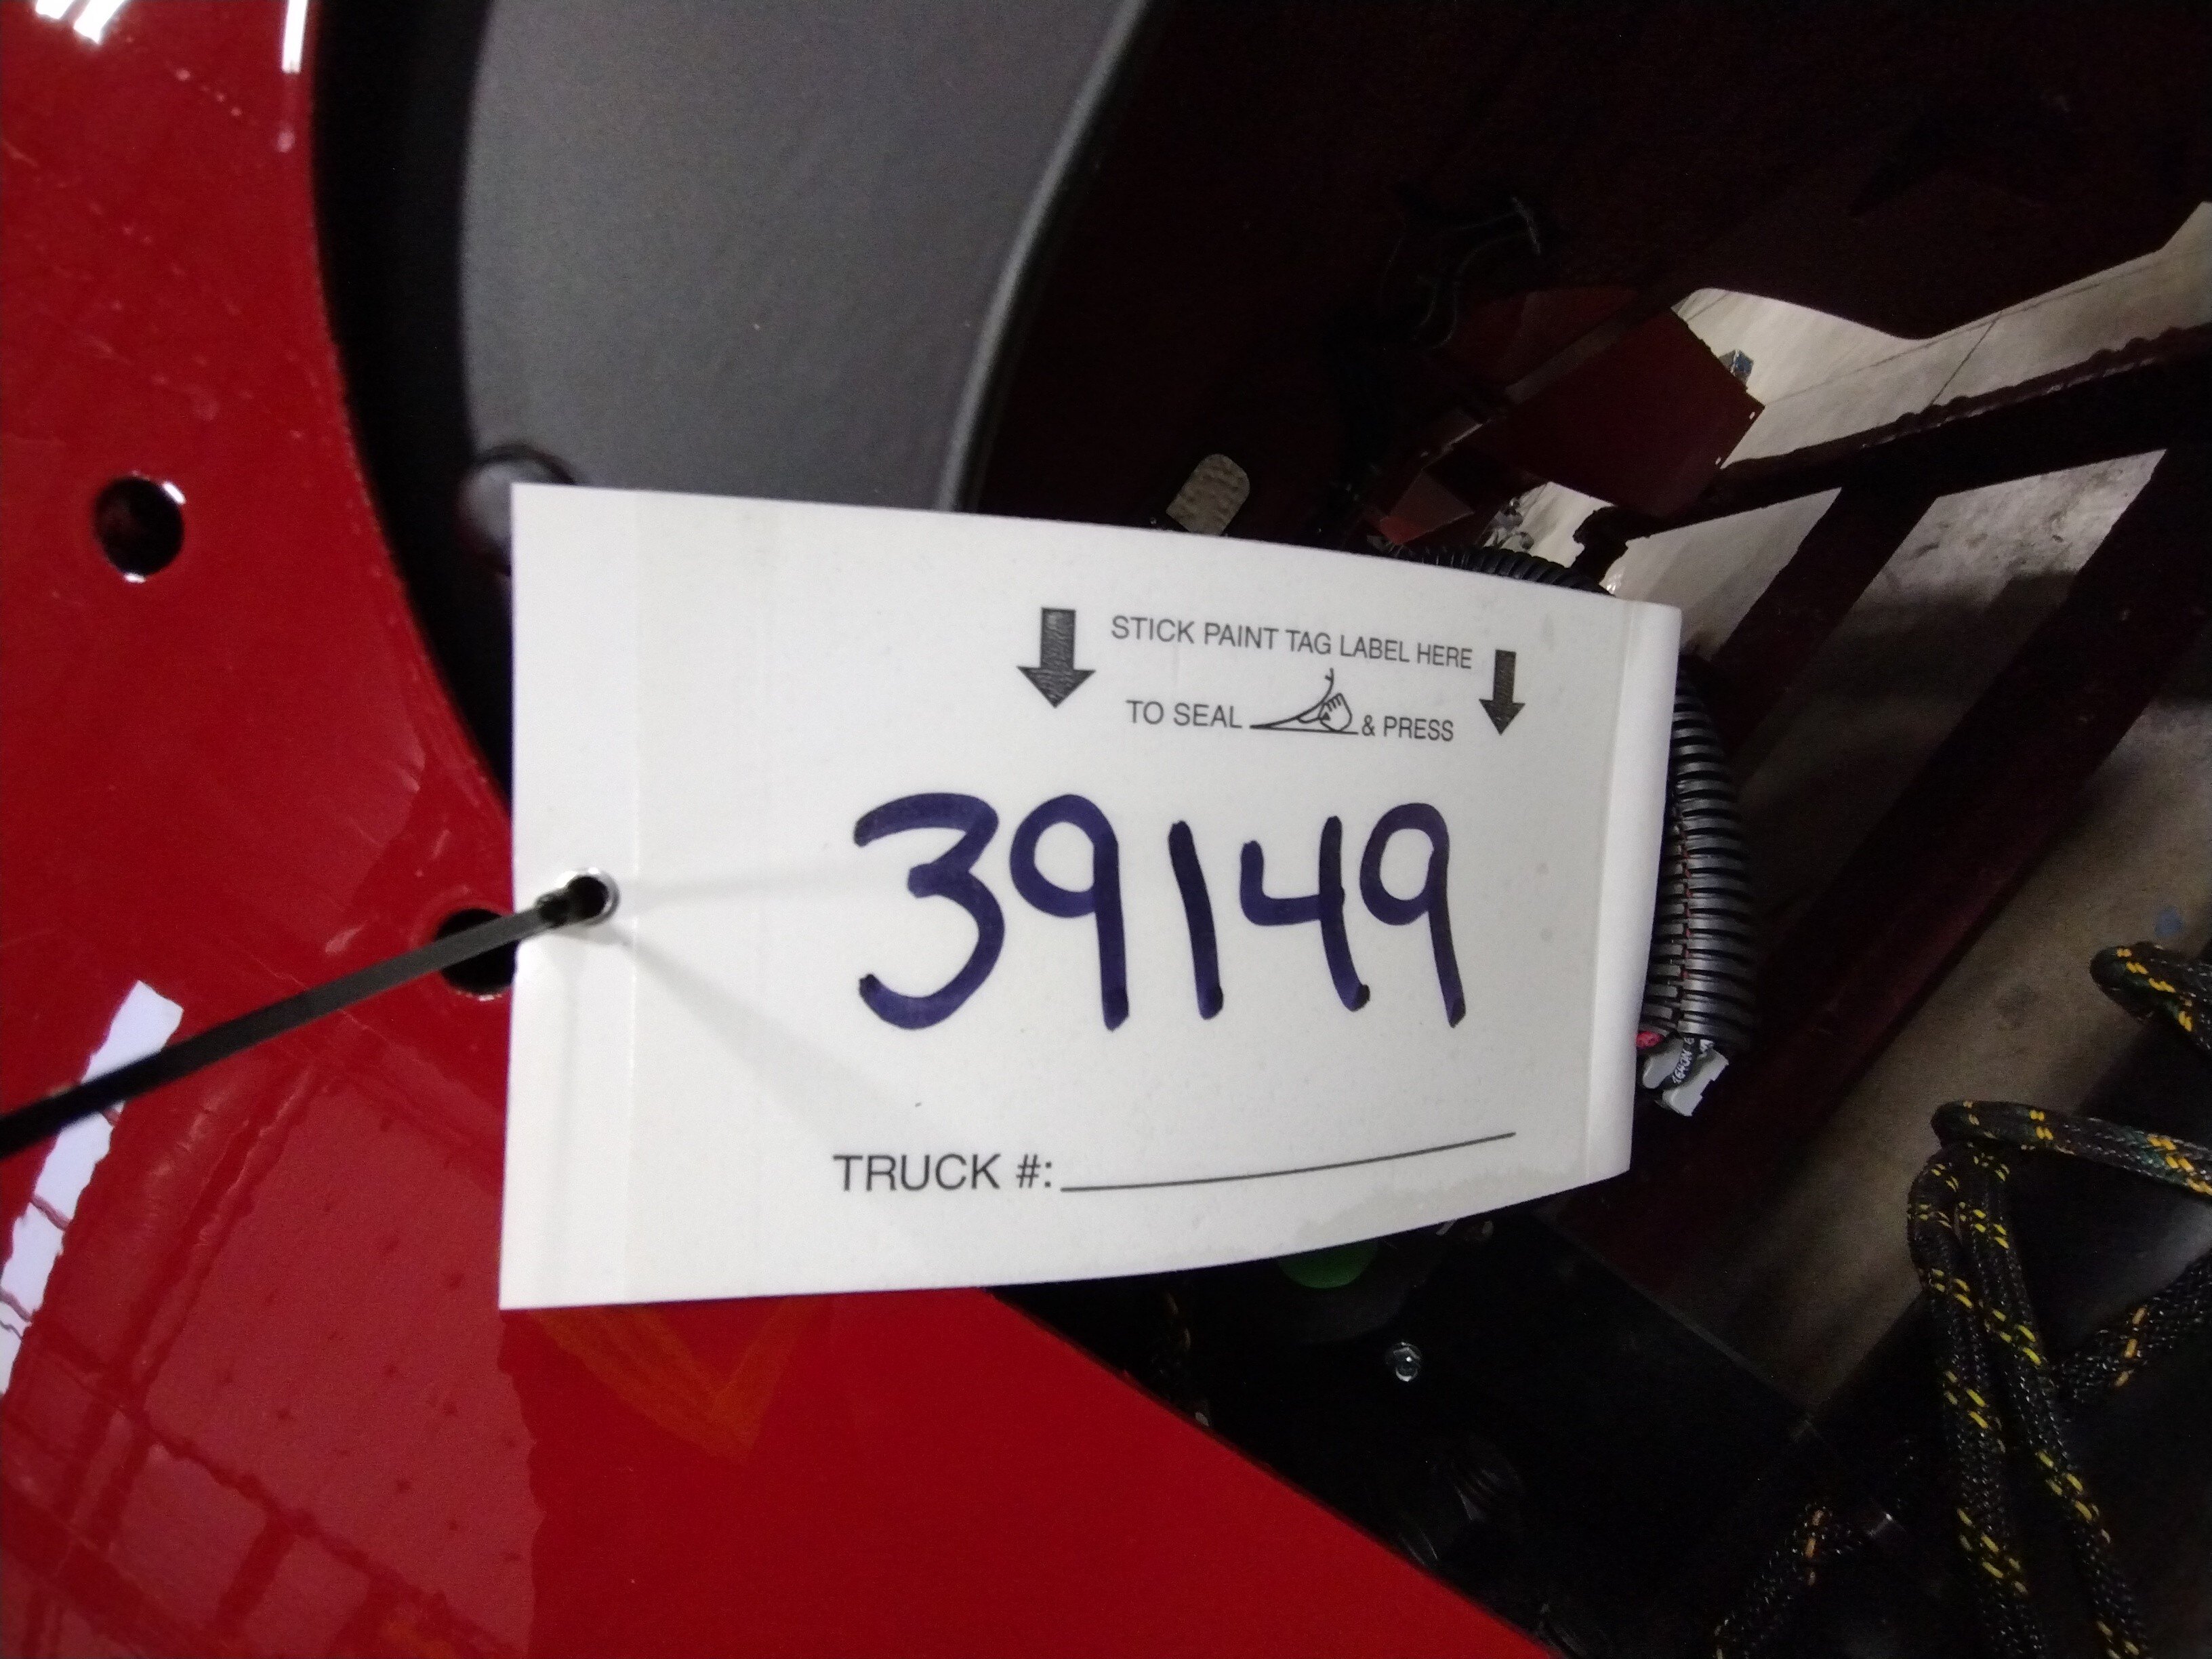 STICK PAINT TAG LABEL HERE
TO SEAL & PRESS
39149
TRUCK #: